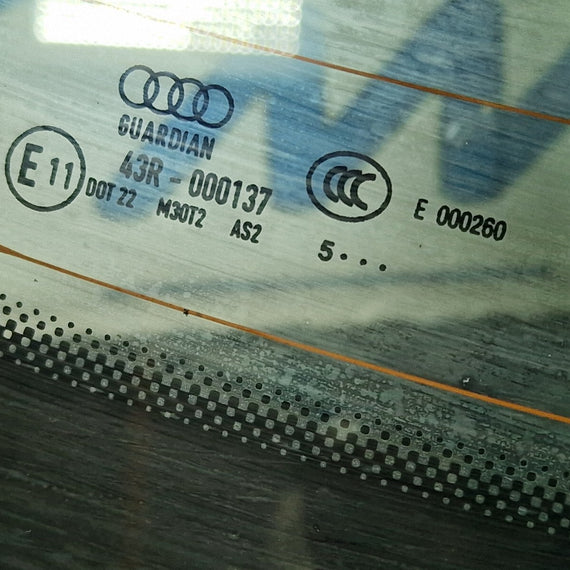 GUARDIAN
E 11
43R - 000137
DOT 22 M30T2 AS2
CCC
E 000260
5....